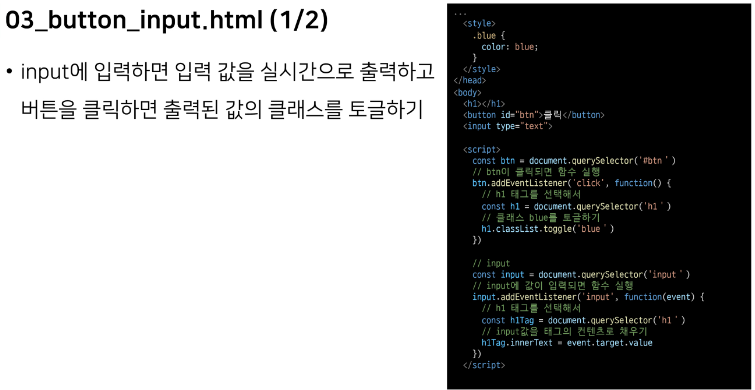 03_button_input.html (1/2)
• input에 입력하면 입력 값을 실시간으로 출력하고
버튼을 클릭하면 출력된 값의 클래스를 토글하기
...
<style>
.blue {
color: blue;
}
</style>
</head>
<body>
<h1></h1>
<button id="btn">클릭</button>
<input type="text">
<script>
const btn = document.querySelector('#btn')
// btn이 클릭되면 함수 실행
btn.addEventListener('click', function() {
// h1 태그를 선택해서
const h1 = document.querySelector('h1')
// 클래스 blue를 토글하기
h1.classList.toggle('blue')
})
// input
const input = document.querySelector('input')
// input에 값이 입력되면 함수 실행
input.addEventListener('input', function(event) {
// h1 태그를 선택해서
const h1Tag = document.querySelector('h1')
// input값을 태그의 컨텐츠로 채우기
h1Tag.innerText = event.target.value
})
</script>